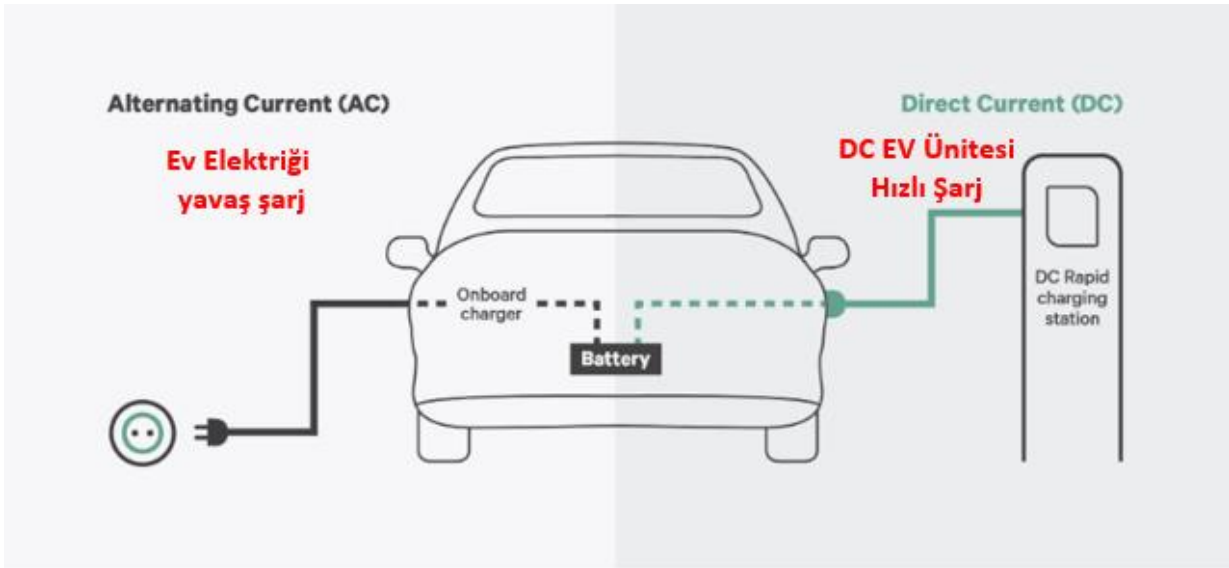 Alternating Current (AC)
Ev Elektriği
yavaş şarj
Direct Current (DC)
DC EV Ünitesi
Hızlı Şarj
Onboard
charger
Battery
DC Rapid
charging
station